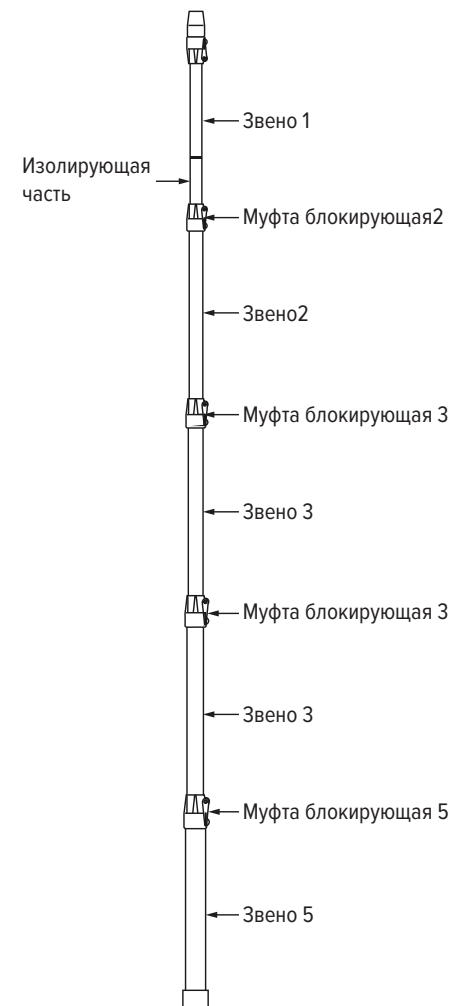 Звено 1
Изолирующая
часть
Муфта блокирующая2
Звено2
Муфта блокирующая 3
Звено 3
Муфта блокирующая 3
Звено 3
Муфта блокирующая 5
Звено 5